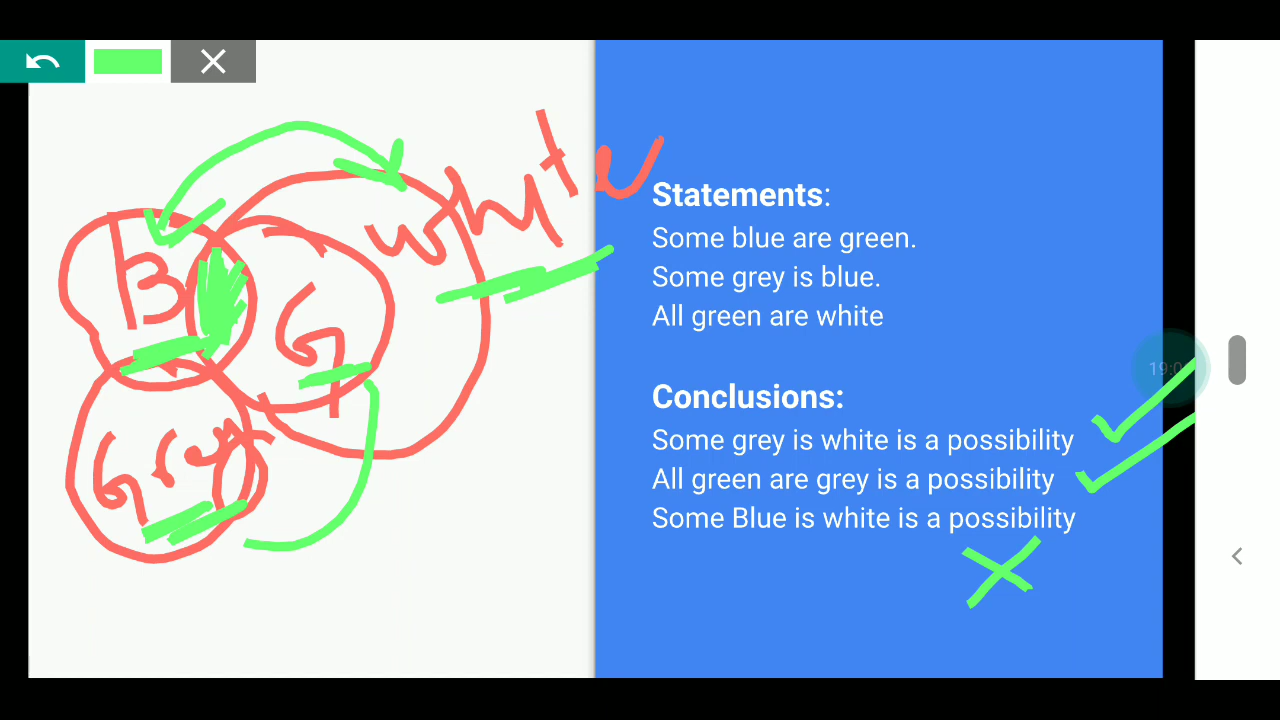 white
B
G
Grey
Statements:
Some blue are green.
Some grey is blue.
All green are white
Conclusions:
Some grey is white is a possibility
All green are grey is a possibility
Some Blue is white is a possibility